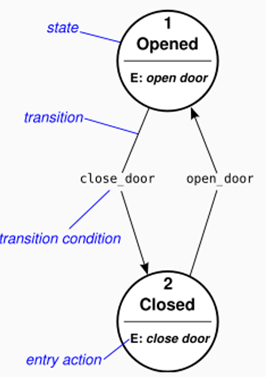 state
1
Opened
E: open door
transition
close_door
open_door
transition condition
2
Closed
E: close door
entry action